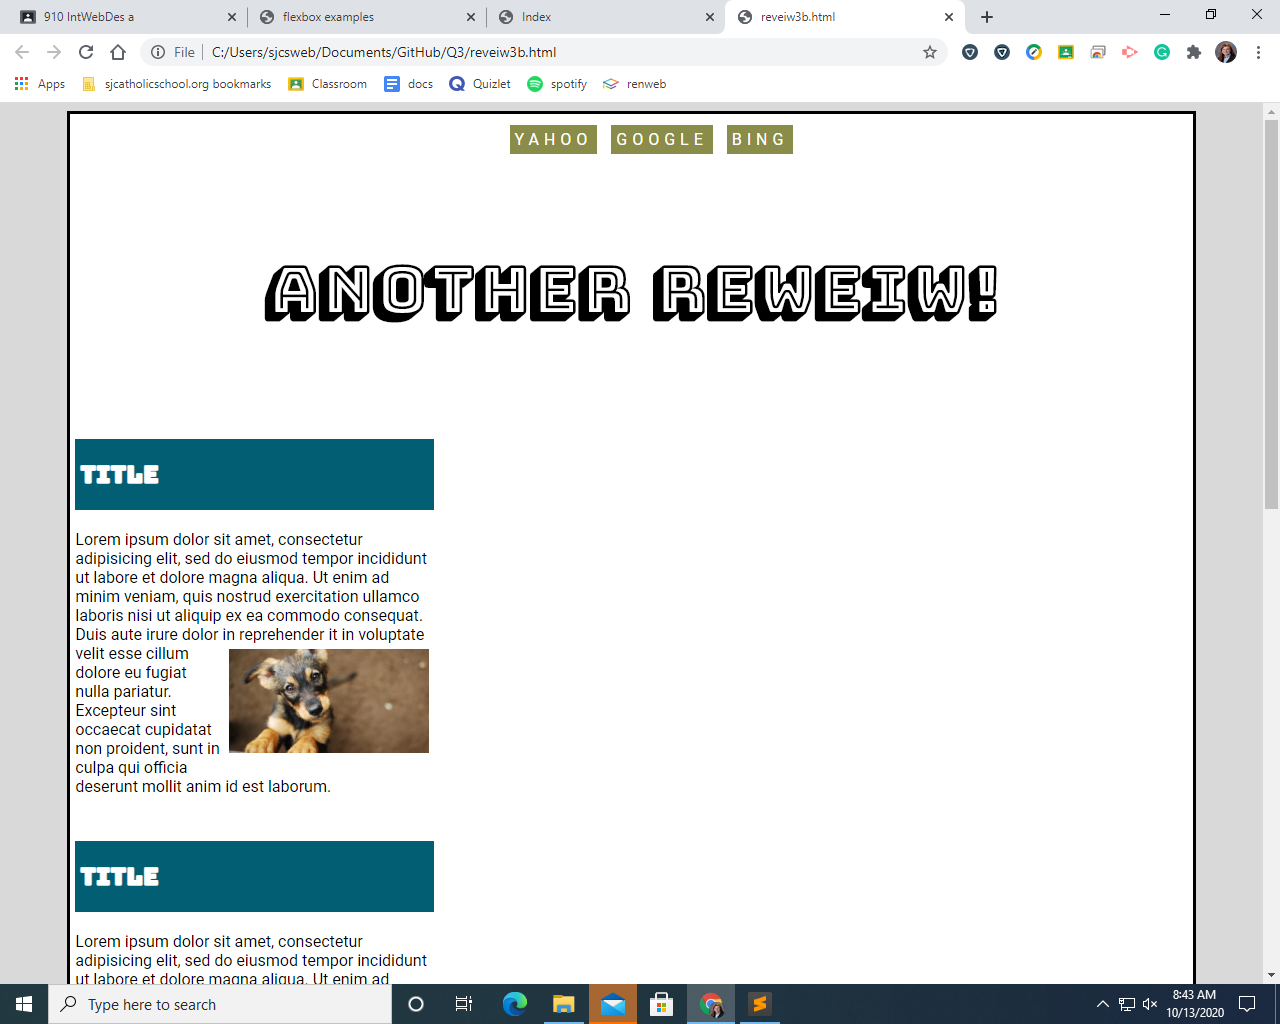 910 IntWebDes a
flexbox examples
Index
reveiw3b.html
File
C:/Users/sjcsweb/Documents/GitHub/Q3/reveiw3b.html
Apps
sjcatholicschool.org bookmarks
Classroom
docs
Quizlet
spotify
renweb
YAHOO
GOOGLE
BING
ANOTHER REWEIW!
TITLE
Lorem ipsum dolor sit amet, consectetur
adipisicing elit, sed do eiusmod tempor incididunt
ut labore et dolore magna aliqua. Ut enim ad
minim veniam, quis nostrud exercitation ullamco
laboris nisi ut aliquip ex ea commodo consequat.
Duis aute irure dolor in reprehender it in voluptate
velit esse cillum
dolore eu fugiat
nulla pariatur.
Excepteur sint
occaecat cupidatat
non proident, sunt in
culpa qui officia
deserunt mollit anim id est laborum.
TITLE
Lorem ipsum dolor sit amet, consectetur
adipisicing elit, sed do eiusmod tempor incididunt
ut labore et dolore magna aliqua. Ut enim ad
Type here to search
8:43 AM
10/13/2020